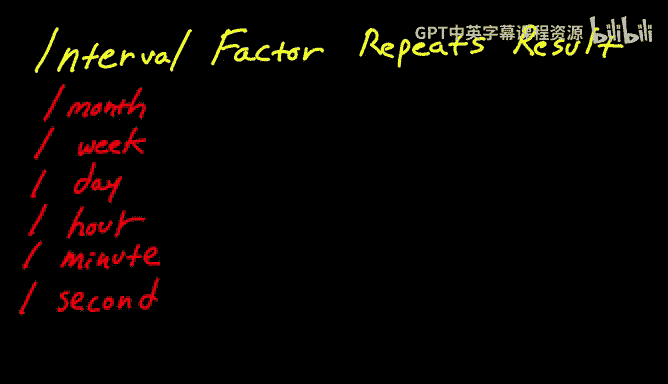 Interval Factor Repeats Result
GPT中英字幕课程资源 bilibili
1 month
1 week
1 day
1 hour
1 minute
1 second